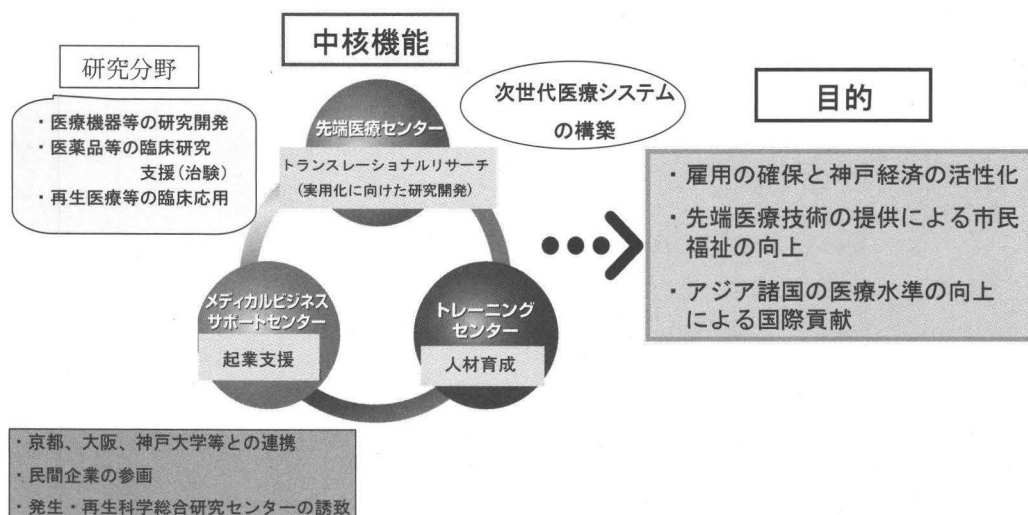 中核機能
研究分野
・医療機器等の研究開発
・医薬品等の臨床研究
支援(治験)
・再生医療等の臨床応用
先端医療センター
トランスレーショナルリサーチ
(実用化に向けた研究開発)
メディカルビジネス
サポートセンター
起業支援
トレーニング
センター
人材育成
次世代医療システム
の構築
目的
・雇用の確保と神戸経済の活性化
・先端医療技術の提供による市民
福祉の向上
・アジア諸国の医療水準の向上
による国際貢献
・京都、大阪、神戸大学等との連携
・民間企業の参画
・発生・再生科学総合研究センターの誘致